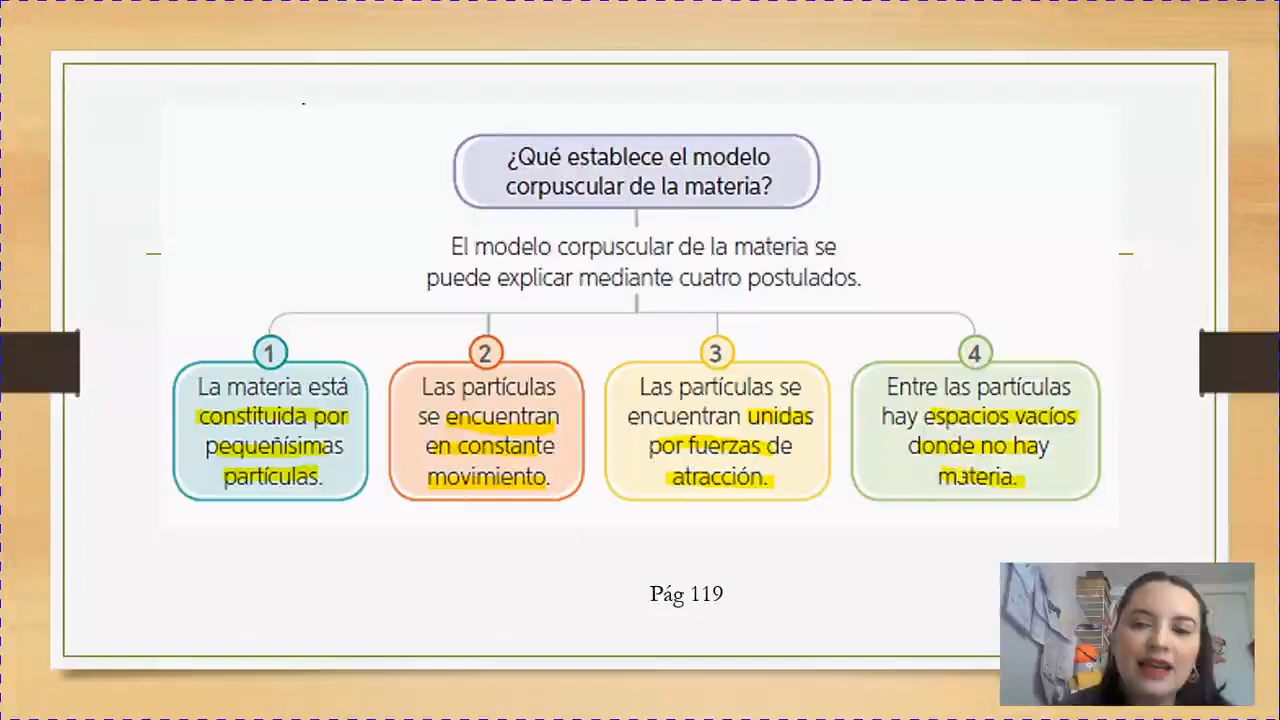 ¿Qué establece el modelo
corpuscular de la materia?
El modelo corpuscular de la materia se
puede explicar mediante cuatro postulados.
1
La materia está
constituida por
pequeñísimas
partículas.
2
Las partículas
se encuentran
en constante
movimiento.
3
Las partículas se
encuentran unidas
por fuerzas de
atracción.
4
Entre las partículas
hay espacios vacíos
donde no hay
materia.
Pág 119